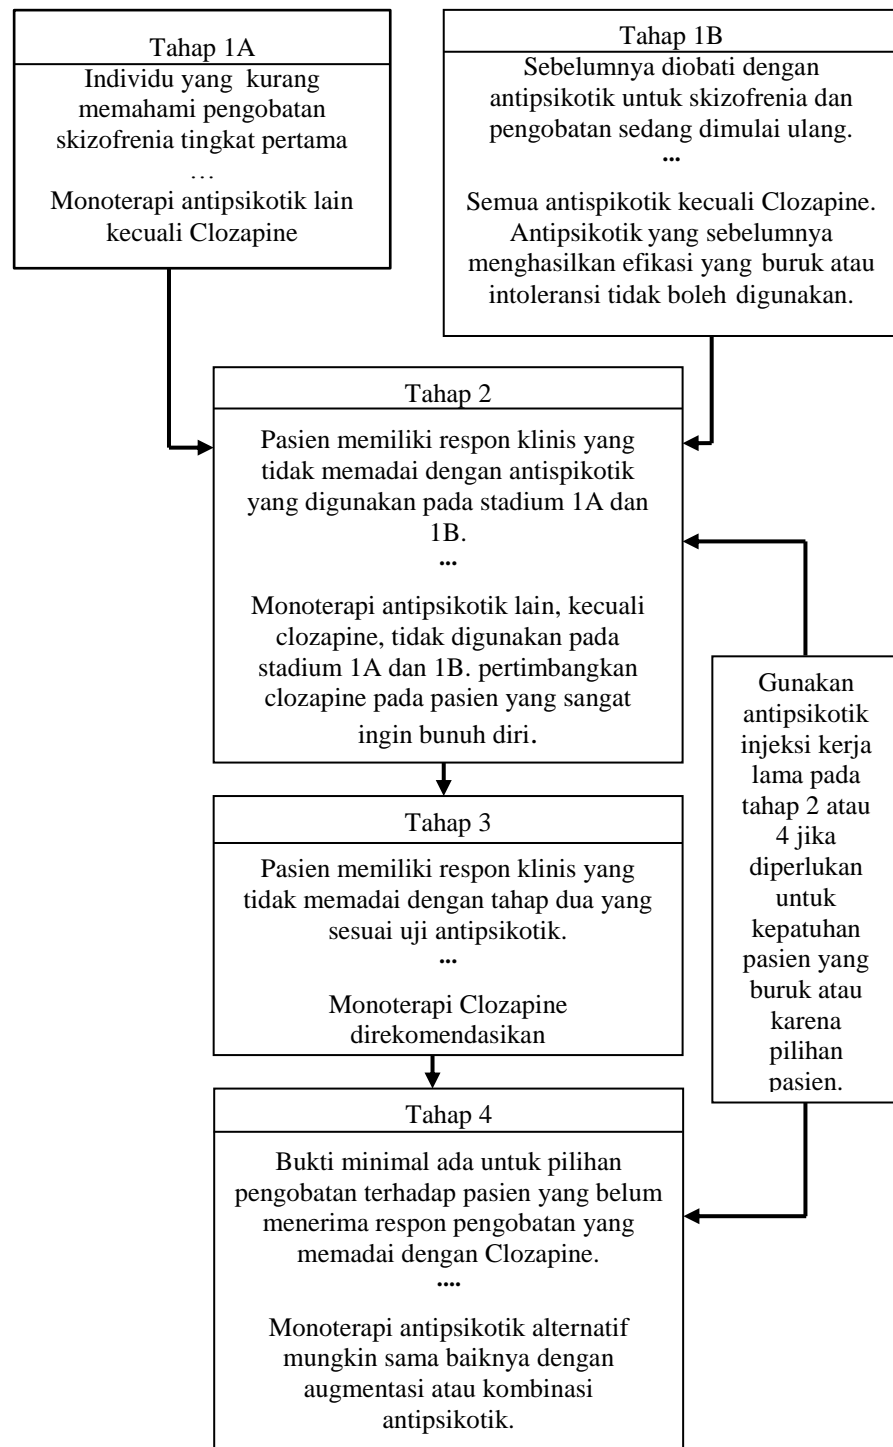 Tahap 1A
Individu yang kurang
memahami pengobatan
skizofrenia tingkat pertama
…
Monoterapi antipsikotik lain
kecuali Clozapine
Tahap 1B
Sebelumnya diobati dengan
antipsikotik untuk skizofrenia dan
pengobatan sedang dimulai ulang.
...
Semua antispikotik kecuali Clozapine.
Antipsikotik yang sebelumnya
menghasilkan efikasi yang buruk atau
intoleransi tidak boleh digunakan.
Tahap 2
Pasien memiliki respon klinis yang
tidak memadai dengan antispikotik
yang digunakan pada stadium 1A dan
1B.
...
Monoterapi antipsikotik lain, kecuali
clozapine, tidak digunakan pada
stadium 1A dan 1B. pertimbangkan
clozapine pada pasien yang sangat
ingin bunuh diri.
Gunakan
antipsikotik
injeksi kerja
lama pada
tahap 2 atau
4 jika
diperlukan
untuk
kepatuhan
pasien yang
buruk atau
karena
pilihan
pasien.
Tahap 3
Pasien memiliki respon klinis yang
tidak memadai dengan tahap dua yang
sesuai uji antipsikotik.
...
Monoterapi Clozapine
direkomendasikan
Tahap 4
Bukti minimal ada untuk pilihan
pengobatan terhadap pasien yang belum
menerima respon pengobatan yang
memadai dengan Clozapine.
....
Monoterapi antipsikotik alternatif
mungkin sama baiknya dengan
augmentasi atau kombinasi
antipsikotik.